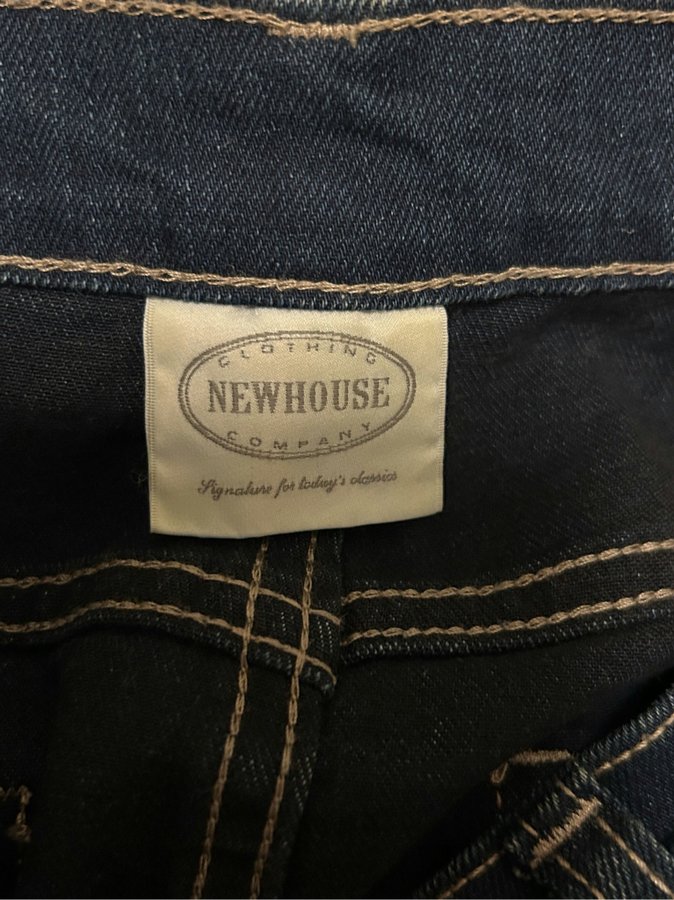 CLOTHING
NEWHOUSE
COMPANY
Signature for today's classics